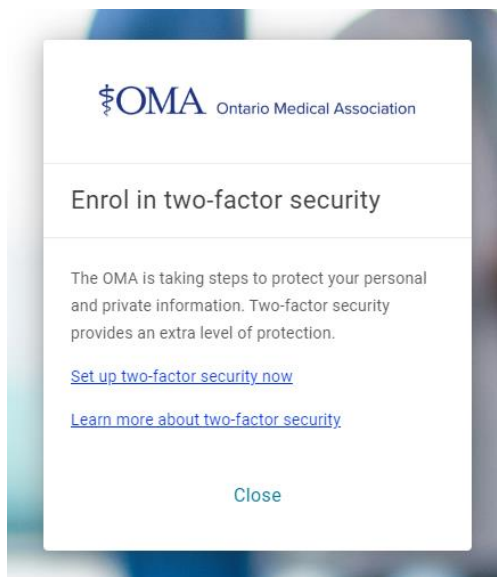 OMA Ontario Medical Association
Enrol in two-factor security
The OMA is taking steps to protect your personal
and private information. Two-factor security
provides an extra level of protection.
Set up two-factor security now
Learn more about two-factor security
Close